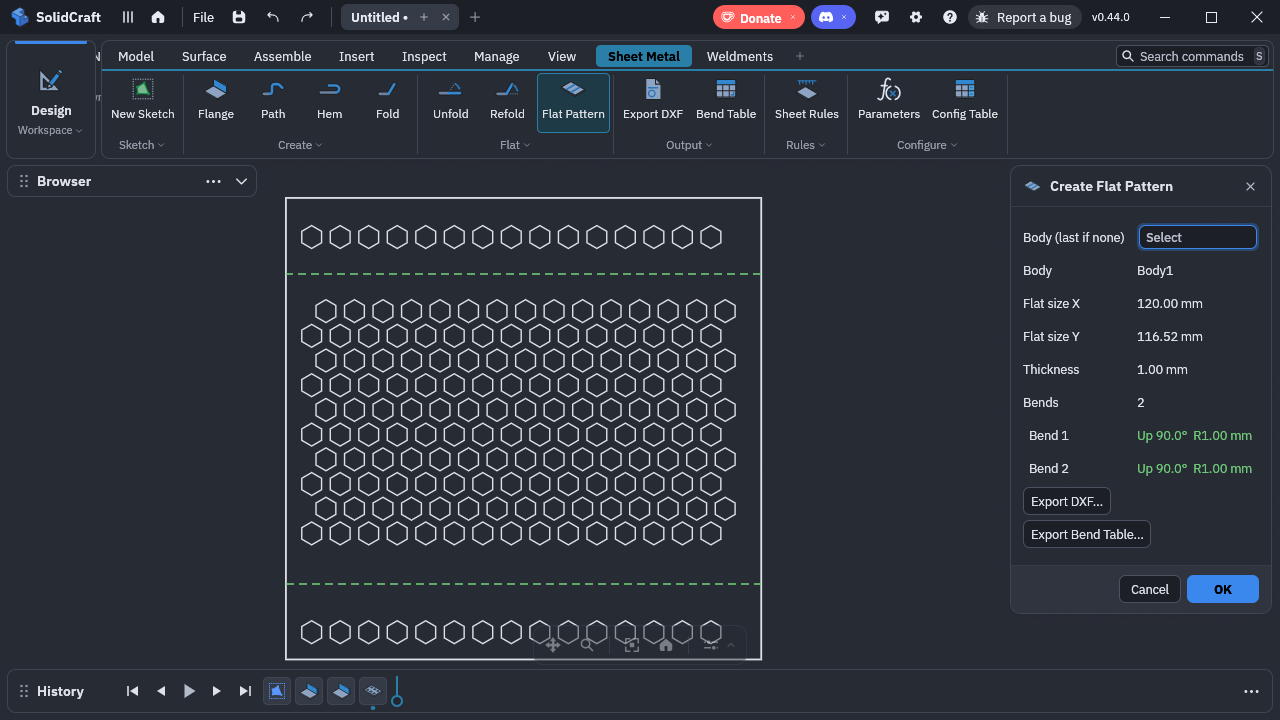 SolidCraft
File
Untitled •
Donate
Report a bug
v0.44.0
Design
Workspace
Model
Surface
Assemble
Insert
Inspect
Manage
View
Sheet Metal
Weldments
Search commands
S
New Sketch
Flange
Path
Hem
Fold
Unfold
Refold
Flat Pattern
Export DXF
Bend Table
Sheet Rules
Parameters
Config Table
Sketch
Create
Flat
Output
Rules
Configure
Browser
Create Flat Pattern
Body (last if none)
Select
Body
Body1
Flat size X
120.00 mm
Flat size Y
116.52 mm
Thickness
1.00 mm
Bends
2
Bend 1
Up 90.0° R1.00 mm
Bend 2
Up 90.0° R1.00 mm
Export DXF...
Export Bend Table...
Cancel
OK
History